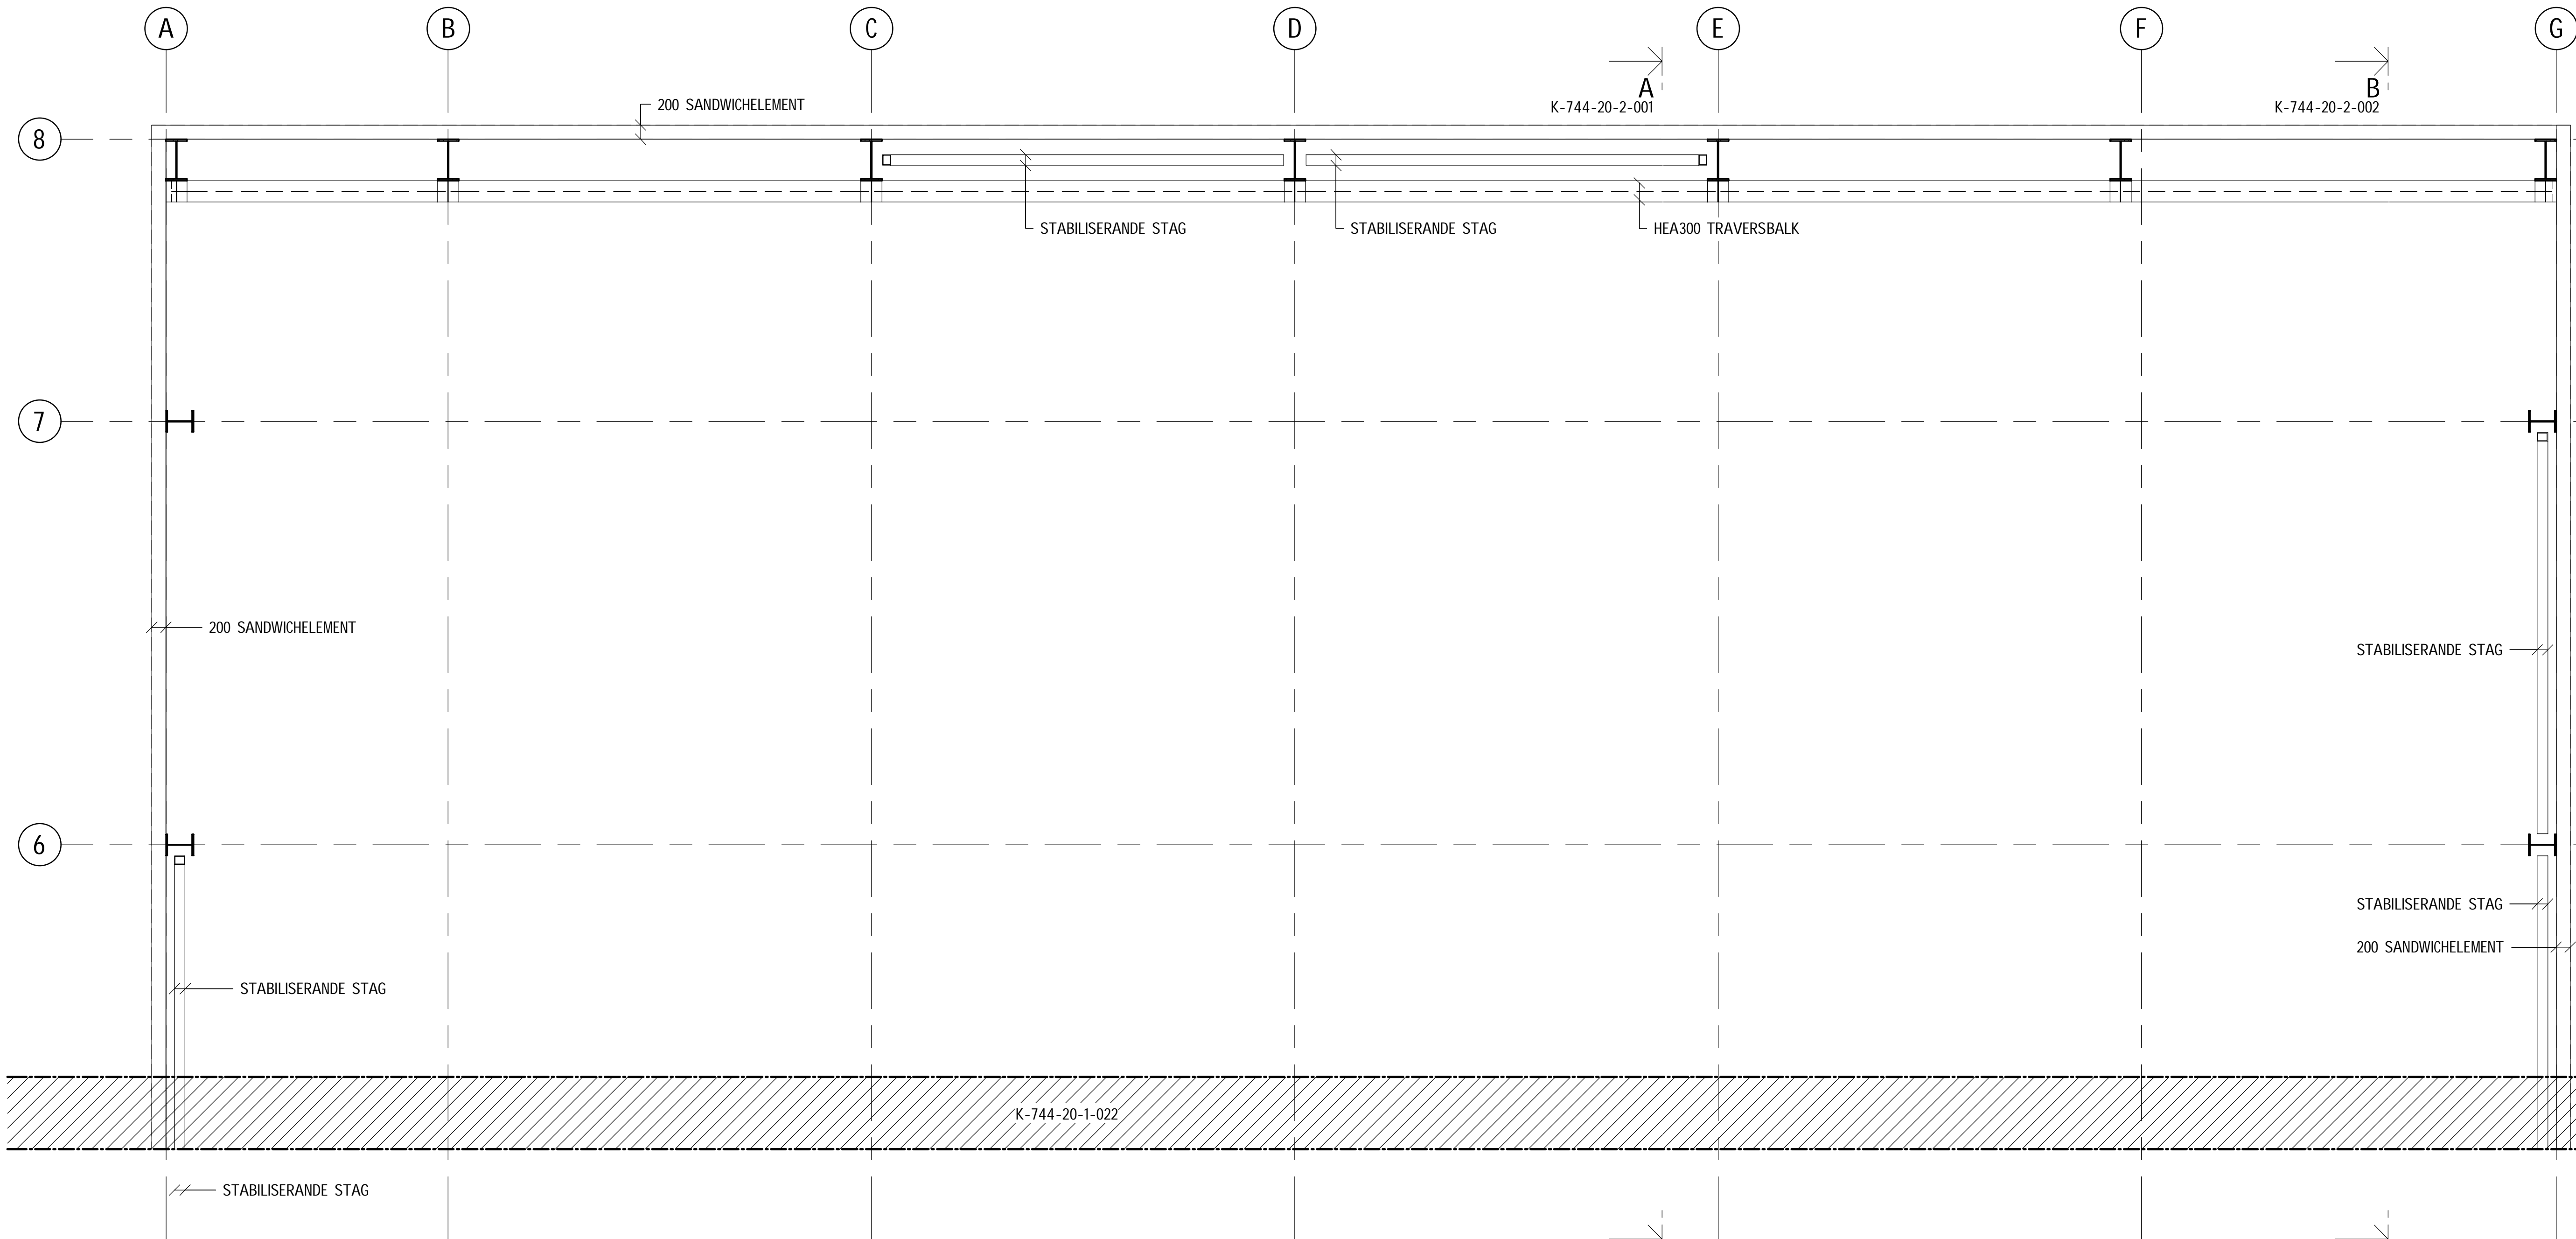 A
B
C
D
E
F
G
A
B
200 SANDWICHELEMENT
K-744-20-2-001
K-744-20-2-002
8
STABILISERANDE STAG
STABILISERANDE STAG
HEA300 TRAVERSBALK
7
200 SANDWICHELEMENT
STABILISERANDE STAG
6
STABILISERANDE STAG
200 SANDWICHELEMENT
STABILISERANDE STAG
K-744-20-1-022
STABILISERANDE STAG